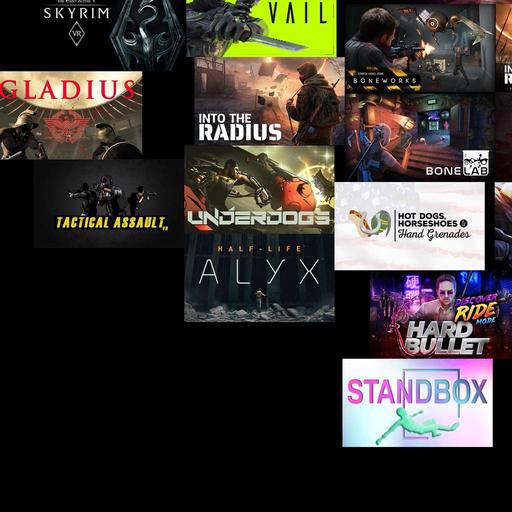 SKYRIM
VR
VAIL
BONEWORKS
GLADIUS
INTO THE
RADIUS
BONELAB
TACTICAL ASSAULT
VR
UNDERDOGS
HOT DOGS,
HORSESHOES &
Hand Grenades
HALF-LIFE
ALYX
DISCOVER
RIDE
MODE
HARD
BULLET
STANDBOX